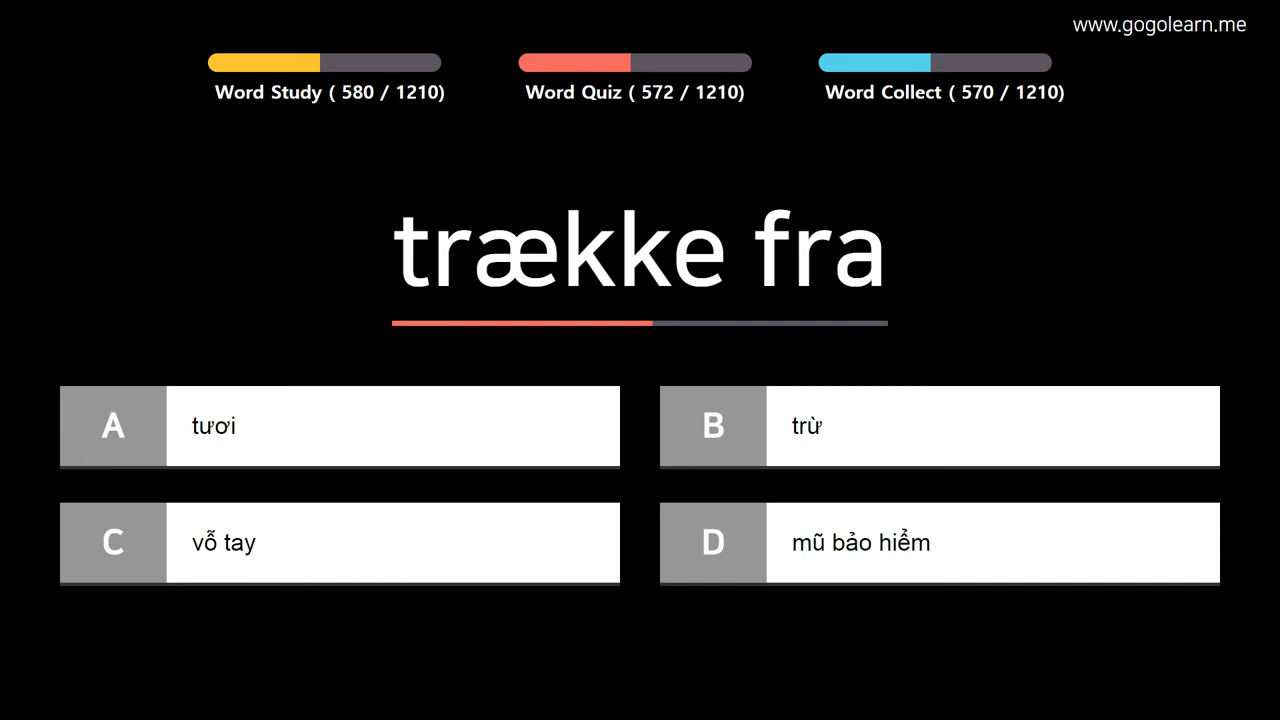 www.gogolearn.me
Word Study ( 580 / 1210)
Word Quiz ( 572 / 1210)
Word Collect ( 570 / 1210)
trække fra
A
tươi
B
trừ
C
vỗ tay
D
mũ bảo hiểm